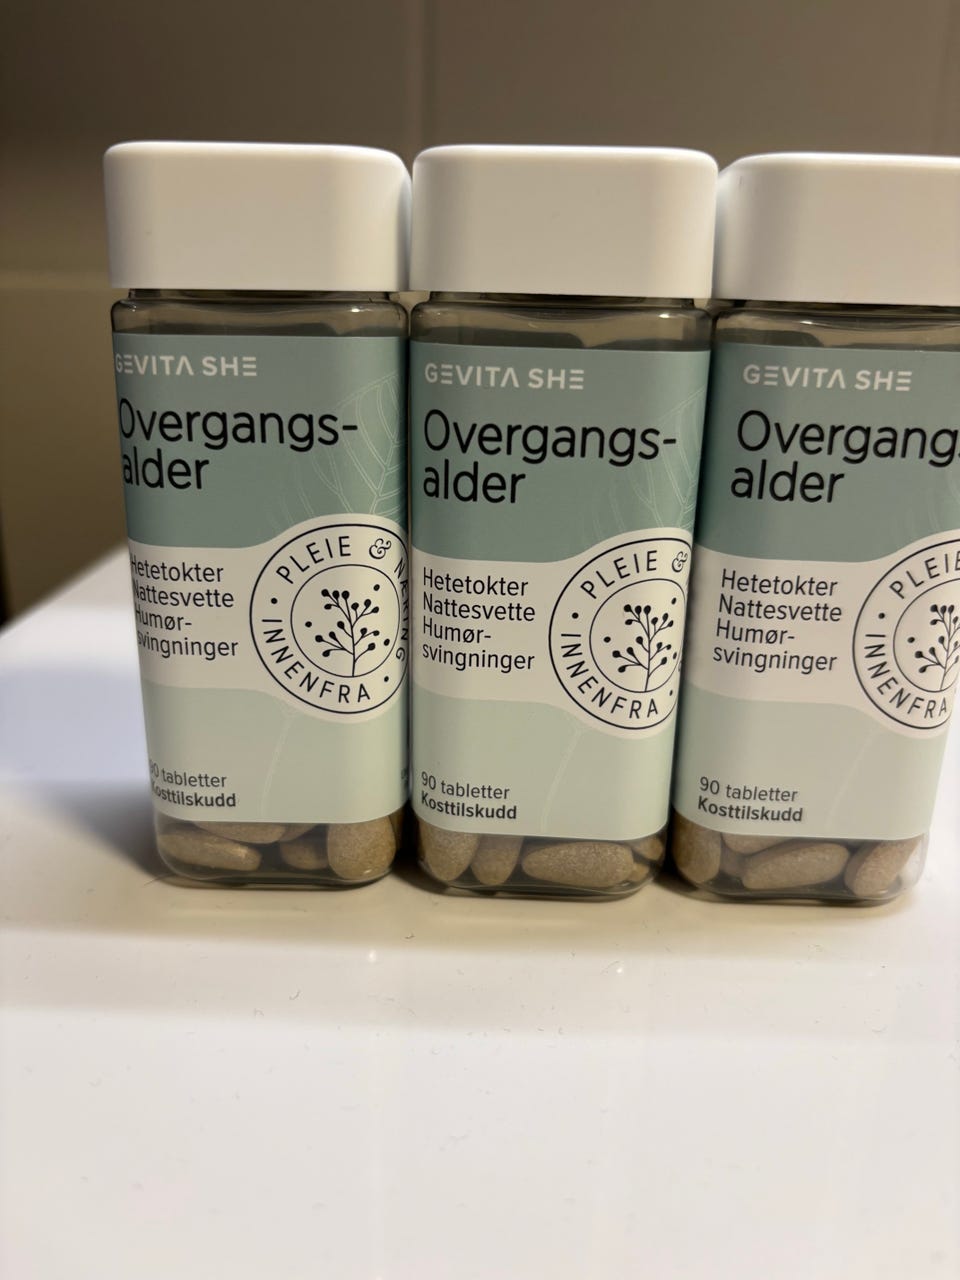 GEVITA SHE
Overgangs-
alder
Hetetokter
Nattesvette
Humør-
svingninger
PLEIE & NÆRING
INNENFRA
90 tabletter
Kosttilskudd
GEVITA SHE
Overgangs-
alder
Hetetokter
Nattesvette
Humør-
svingninger
PLEIE &
INNENFRA
90 tabletter
Kosttilskudd
GEVITA SHE
Overgangs
alder
Hetetokter
Nattesvette
Humør-
svingninger
PLEIE
INNENFRA
90 tabletter
Kosttilskudd